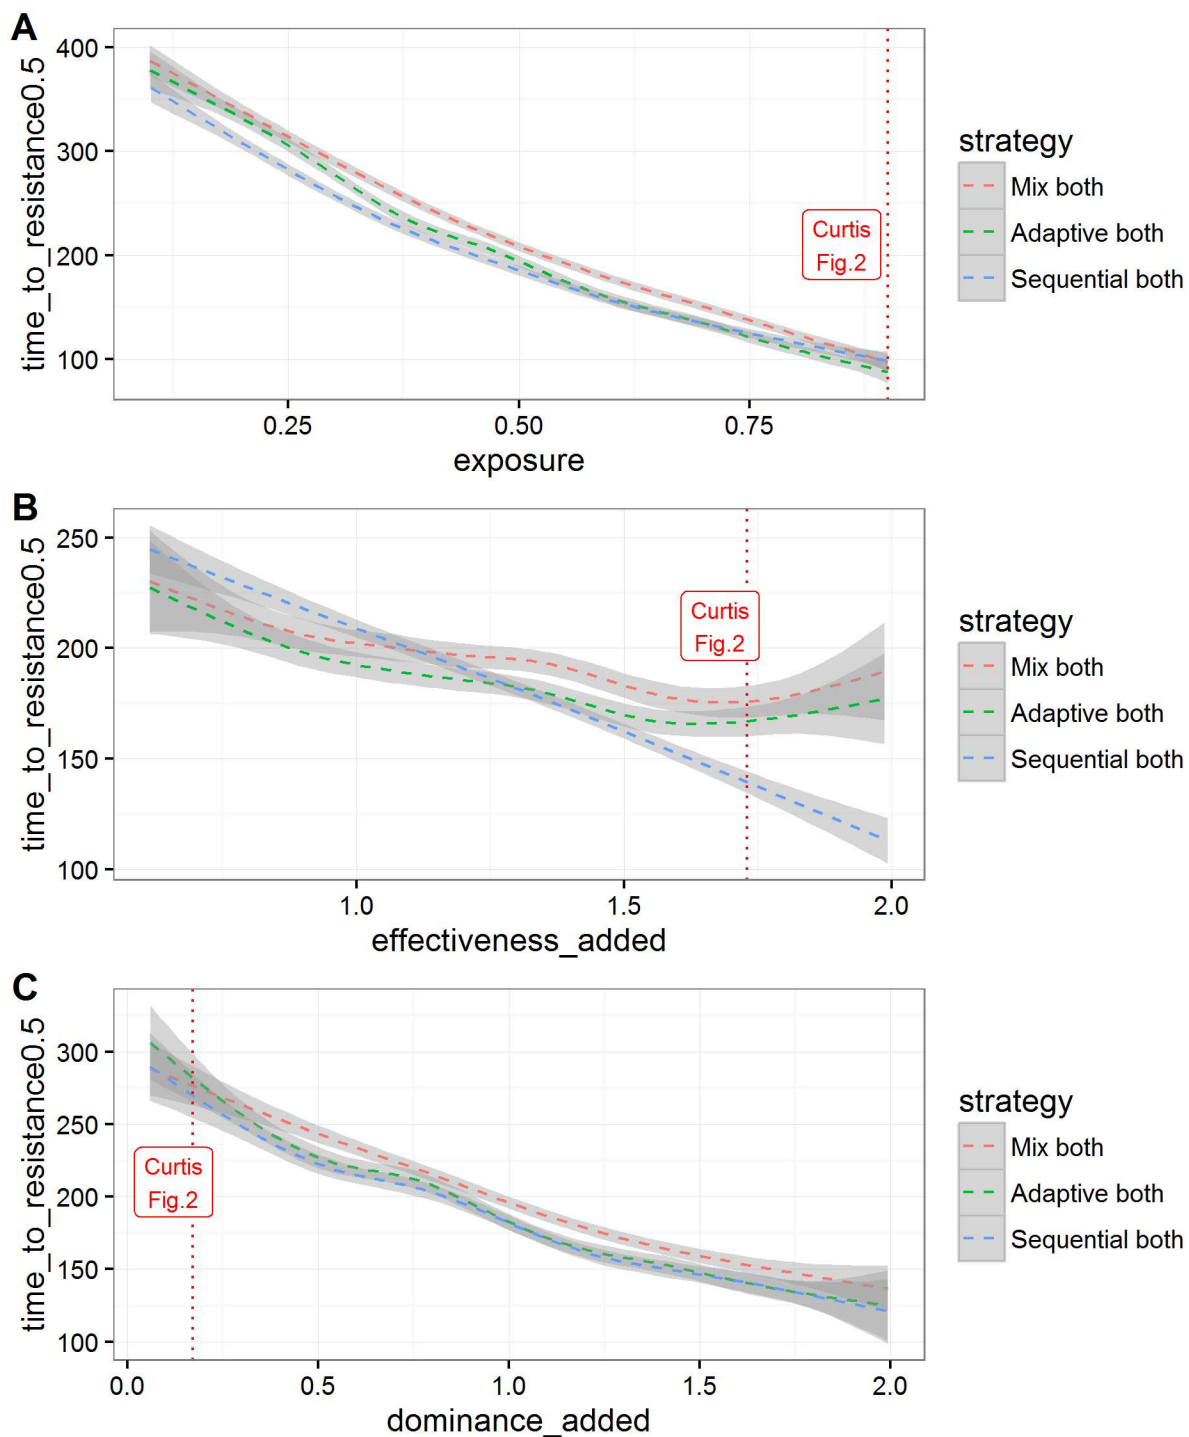 A
time_to_resistance0.5
400
300
200
100
0.25
0.50
0.75
exposure
Curtis
Fig.2
strategy
Mix both
Adaptive both
Sequential both
B
time_to_resistance0.5
250
200
150
100
1.0
1.5
2.0
effectiveness_added
Curtis
Fig.2
strategy
Mix both
Adaptive both
Sequential both
C
time_to_resistance0.5
300
250
200
150
100
0.0
0.5
1.0
1.5
2.0
dominance_added
Curtis
Fig.2
strategy
Mix both
Adaptive both
Sequential both